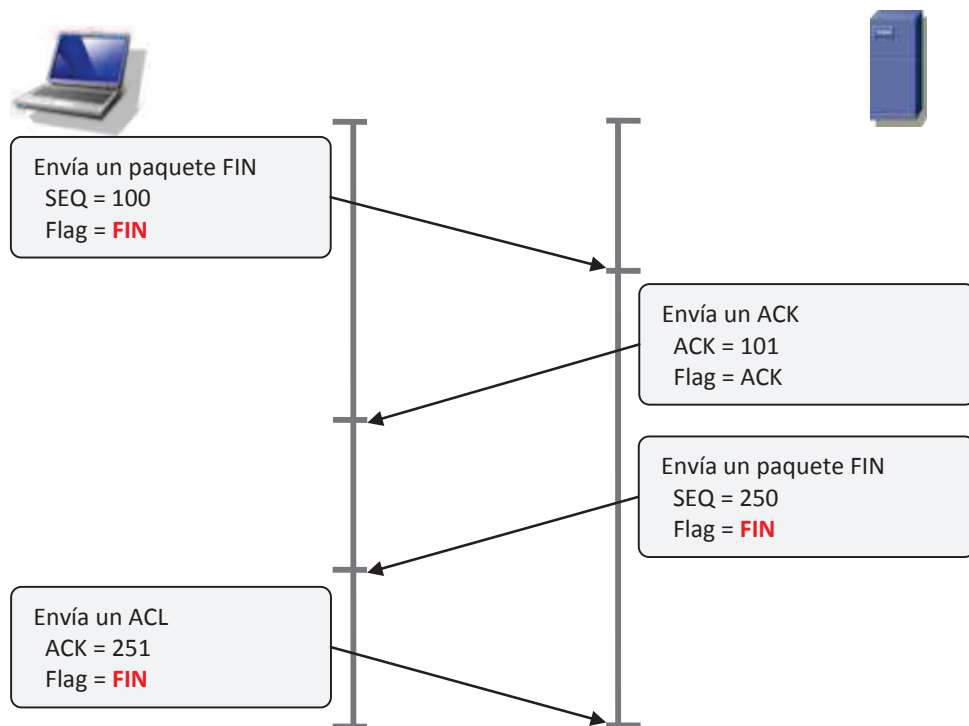 Envía un paquete FIN
SEQ = 100
Flag = FIN
Envía un ACK
ACK = 101
Flag = ACK
Envía un paquete FIN
SEQ = 250
Flag = FIN
Envía un ACL
ACK = 251
Flag = FIN